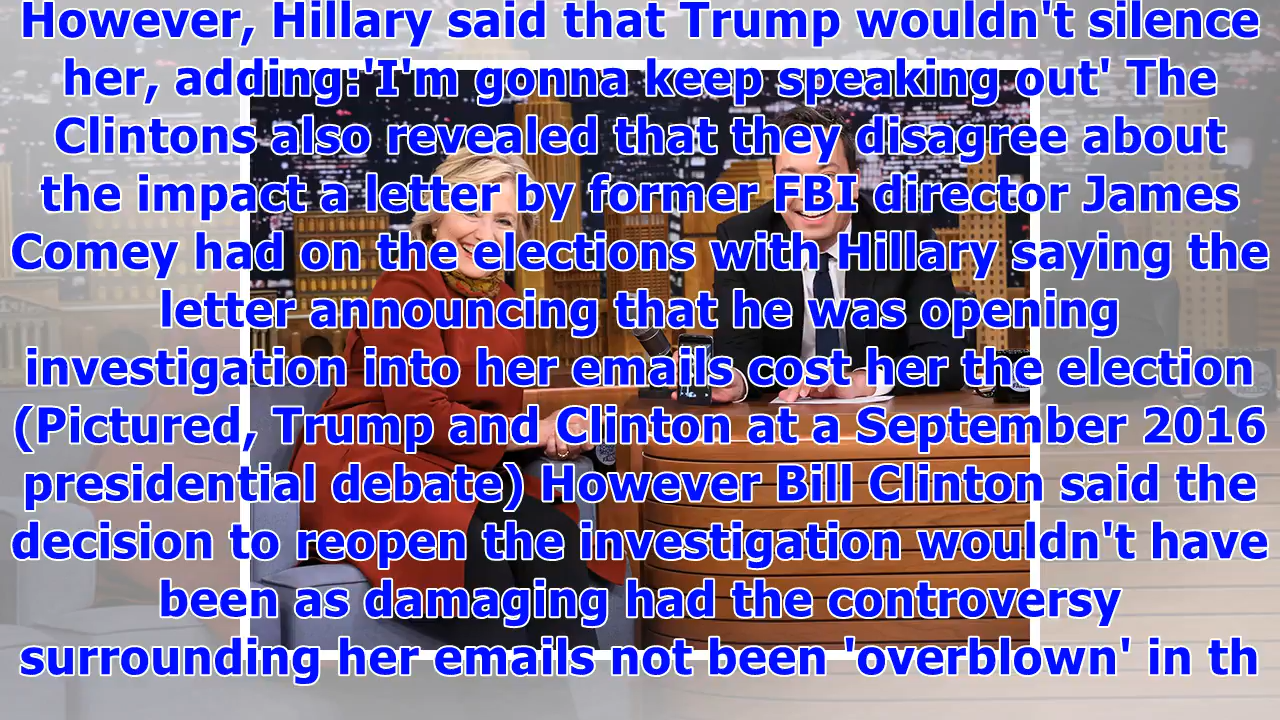 However, Hillary said that Trump wouldn't silence
her, adding:'I'm gonna keep speaking out' The
Clintons also revealed that they disagree about
the impact a letter by former FBI director James
Comey had on the elections with Hillary saying the
letter announcing that he was opening
investigation into her emails cost her the election
(Pictured, Trump and Clinton at a September 2016
presidential debate) However Bill Clinton said the
decision to reopen the investigation wouldn't have
been as damaging had the controversy
surrounding her emails not been 'overblown' in th